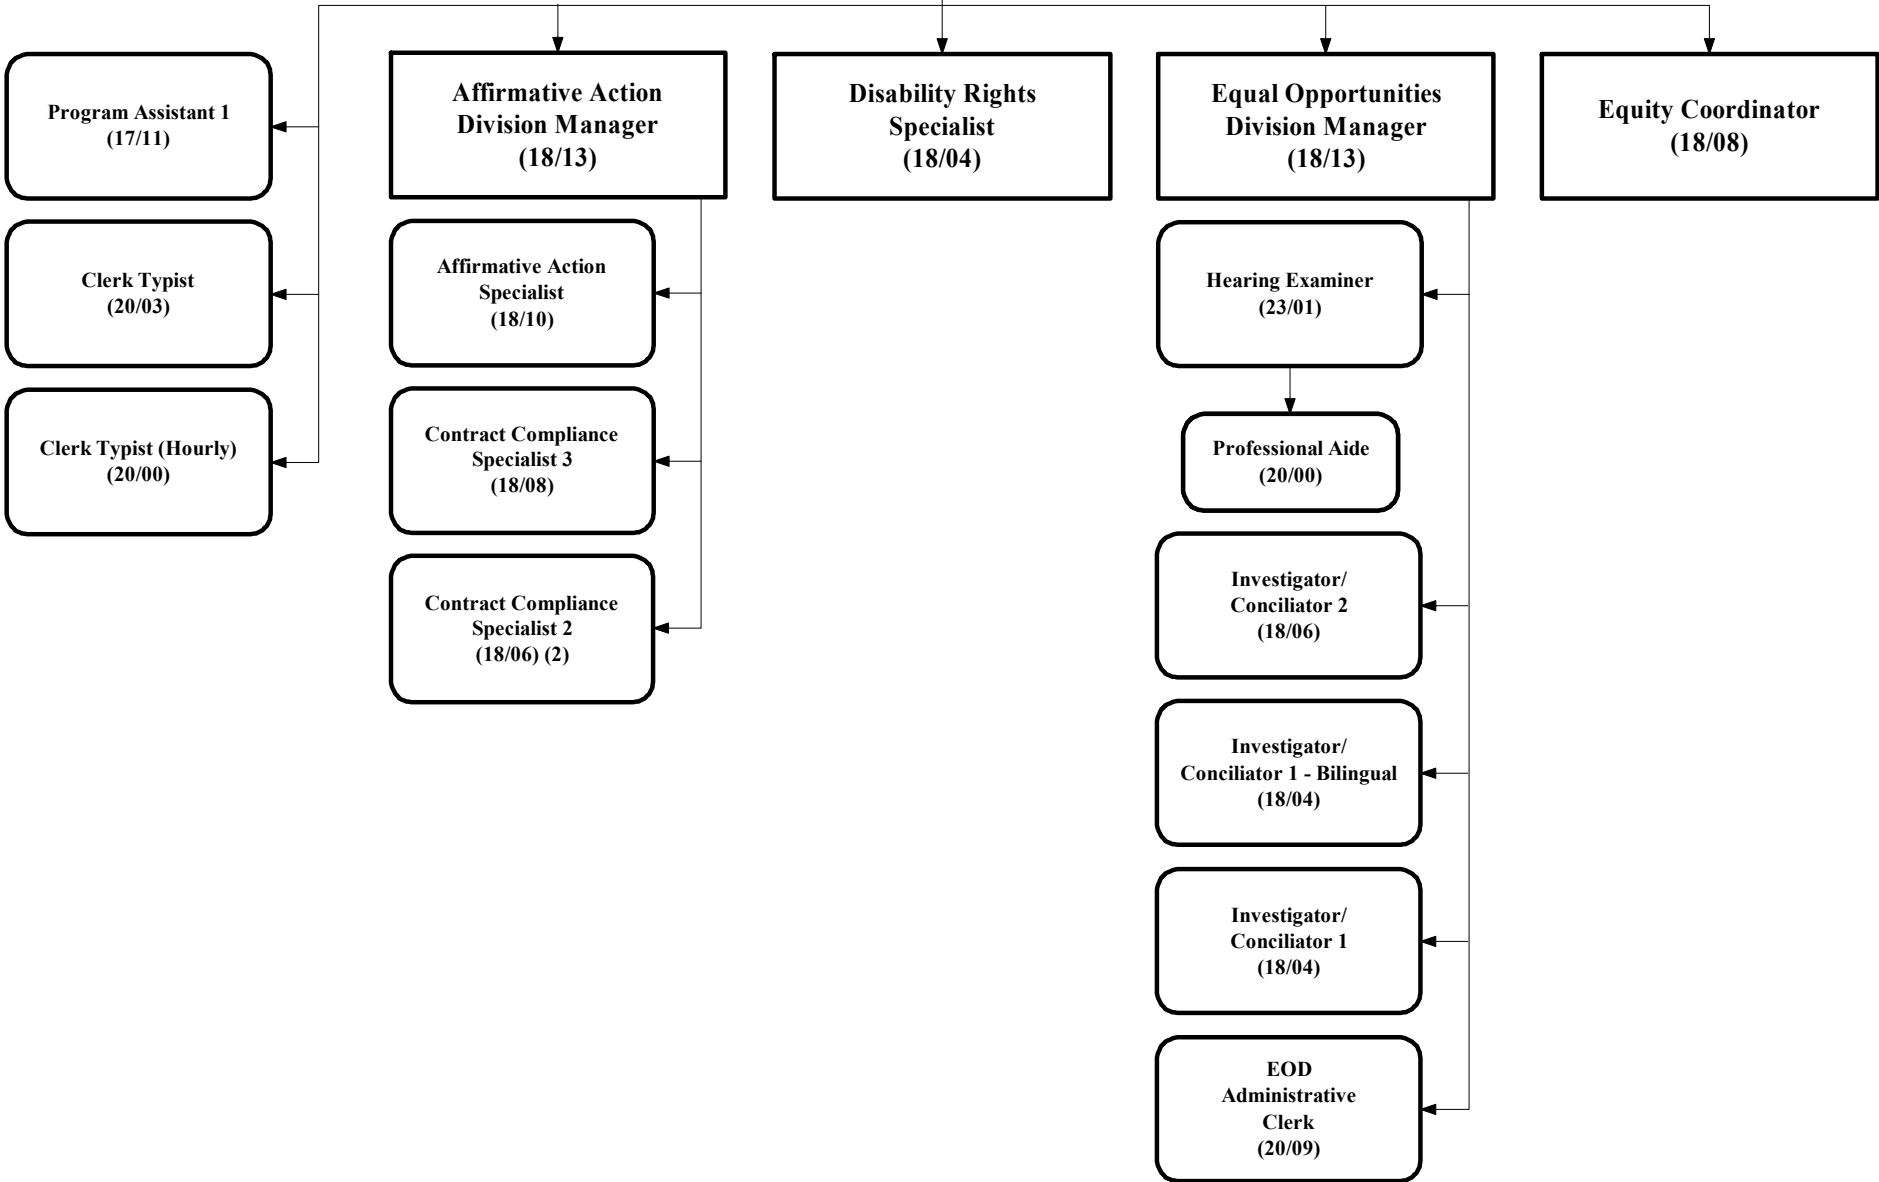 Program Assistant 1
(17/11)
Clerk Typist
(20/03)
Clerk Typist (Hourly)
(20/00)
Affirmative Action
Division Manager
(18/13)
Affirmative Action
Specialist
(18/10)
Contract Compliance
Specialist 3
(18/08)
Contract Compliance
Specialist 2
(18/06) (2)
Disability Rights
Specialist
(18/04)
Equal Opportunities
Division Manager
(18/13)
Hearing Examiner
(23/01)
Professional Aide
(20/00)
Investigator/
Conciliator 2
(18/06)
Investigator/
Conciliator 1 - Bilingual
(18/04)
Investigator/
Conciliator 1
(18/04)
EOD
Administrative
Clerk
(20/09)
Equity Coordinator
(18/08)